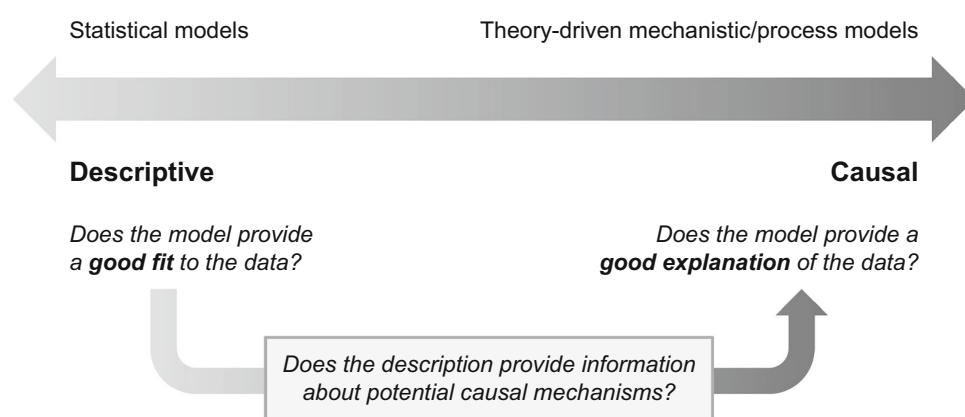 Statistical models
Theory-driven mechanistic/process models
Descriptive
Causal
Does the model provide
a good fit to the data?
Does the model provide a
good explanation of the data?
Does the description provide information
about potential causal mechanisms?